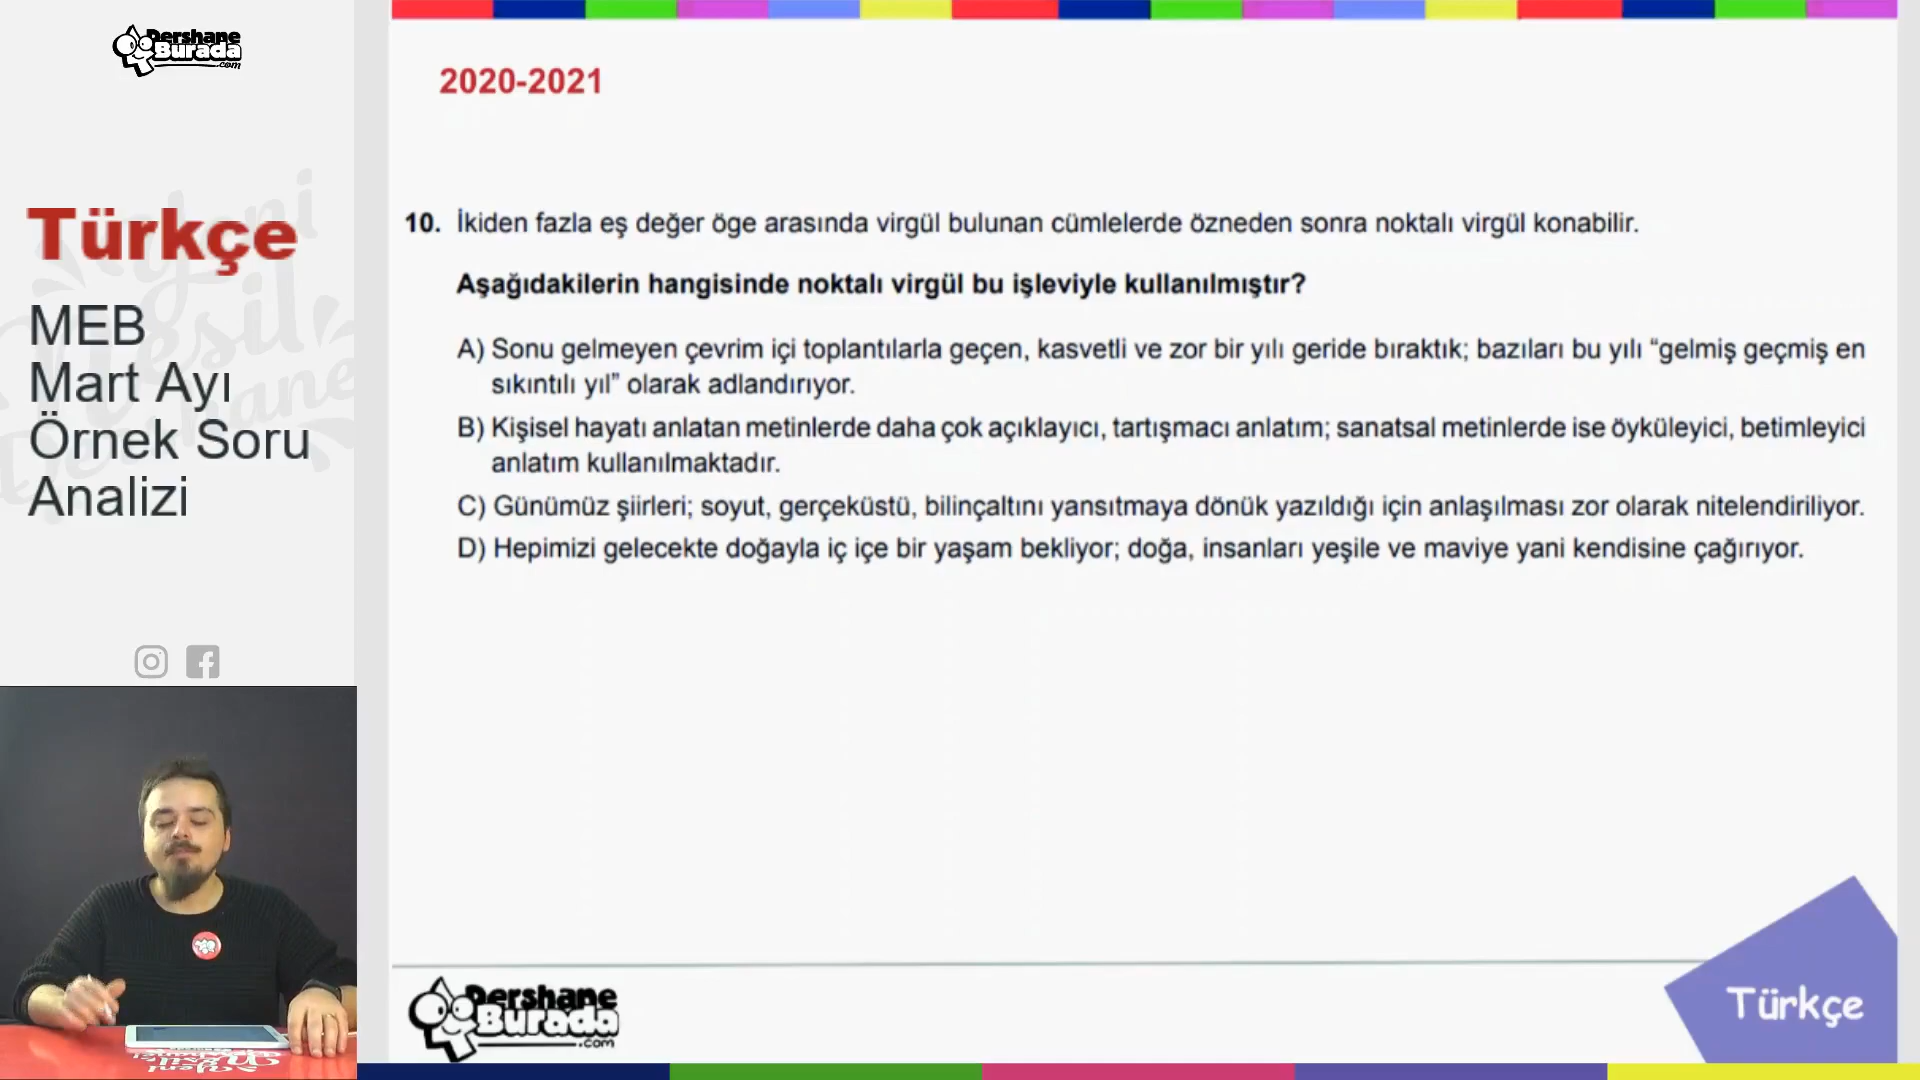 Dershane
Burada
.com
2020-2021
Türkçe
MEB
Mart Ayı
Örnek Soru
Analizi
10. İkiden fazla eş değer öge arasında virgül bulunan cümlelerde özneden sonra noktalı virgül konabilir.
Aşağıdakilerin hangisinde noktalı virgül bu işleviyle kullanılmıştır?
A) Sonu gelmeyen çevrim içi toplantılarla geçen, kasvetli ve zor bir yılı geride bıraktık; bazıları bu yılı “gelmiş geçmiş en
sıkıntılı yıl” olarak adlandırıyor.
B) Kişisel hayatı anlatan metinlerde daha çok açıklayıcı, tartışmacı anlatım; sanatsal metinlerde ise öyküleyici, betimleyici
anlatım kullanılmaktadır.
C) Günümüz şiirleri; soyut, gerçeküstü, bilinçaltını yansıtmaya dönük yazıldığı için anlaşılması zor olarak nitelendiriliyor.
D) Hepimizi gelecekte doğayla iç içe bir yaşam bekliyor; doğa, insanları yeşile ve maviye yani kendisine çağırıyor.
Dershane
Burada
.com
Türkçe